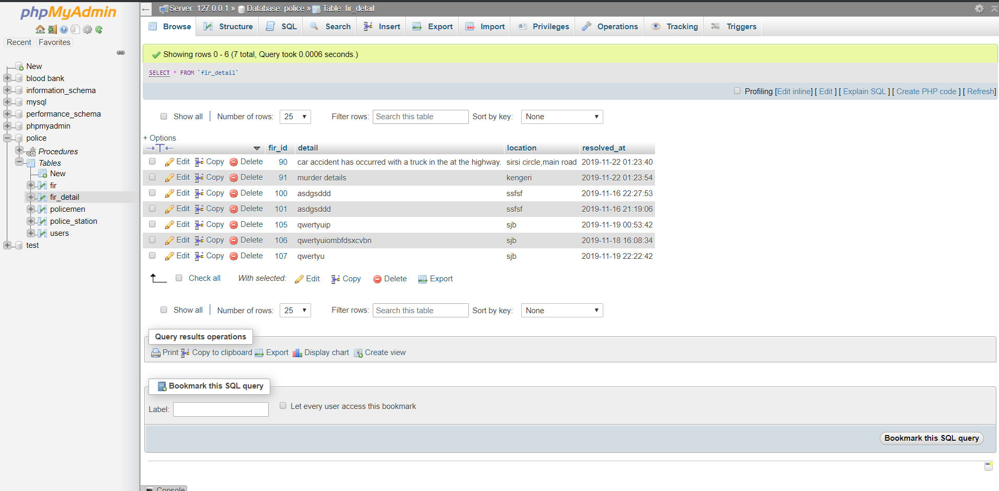 phpMyAdmin
Recent Favorites
New
blood bank
information_schema
mysql
performance_schema
phpmyadmin
police
Procedures
Tables
New
fir
fir_detail
policemen
police_station
users
test
Server: 127.0.0.1 » Database: police » Table: fir_detail
Browse Structure SQL Search Insert Export Import Privileges Operations Tracking Triggers
Showing rows 0 - 6 (7 total, Query took 0.0006 seconds.)
SELECT * FROM `fir_detail`
Profiling [Edit inline] [ Edit ] [ Explain SQL ] [ Create PHP code ] [ Refresh]
Show all | Number of rows: 25 Filter rows: Search this table Sort by key: None
+ Options
fir_id detail location resolved_at
Edit Copy Delete 90 car accident has occurred with a truck in the at the highway. sirsi circle,main road 2019-11-22 01:23:40
Edit Copy Delete 91 murder details kengeri 2019-11-22 01:23:54
Edit Copy Delete 100 asdgsddd ssfsf 2019-11-16 22:27:53
Edit Copy Delete 101 asdgsddd ssfsf 2019-11-16 21:19:06
Edit Copy Delete 105 qwertyuip sjb 2019-11-19 00:53:42
Edit Copy Delete 106 qwertyuiombfdsxcvbn sjb 2019-11-18 16:08:34
Edit Copy Delete 107 qwertyu sjb 2019-11-19 22:22:42
Check all With selected: Edit Copy Delete Export
Show all | Number of rows: 25 Filter rows: Search this table Sort by key: None
Query results operations
Print Copy to clipboard Export Display chart Create view
Bookmark this SQL query
Label: Let every user access this bookmark
Bookmark this SQL query
Console